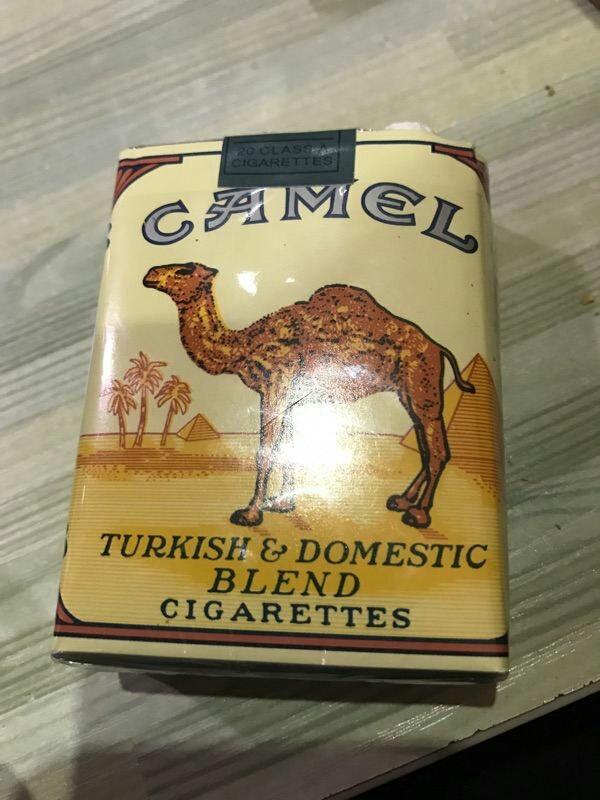 20 CLASS A
CIGARETTES
CAMEL
TURKISH & DOMESTIC
BLEND
CIGARETTES